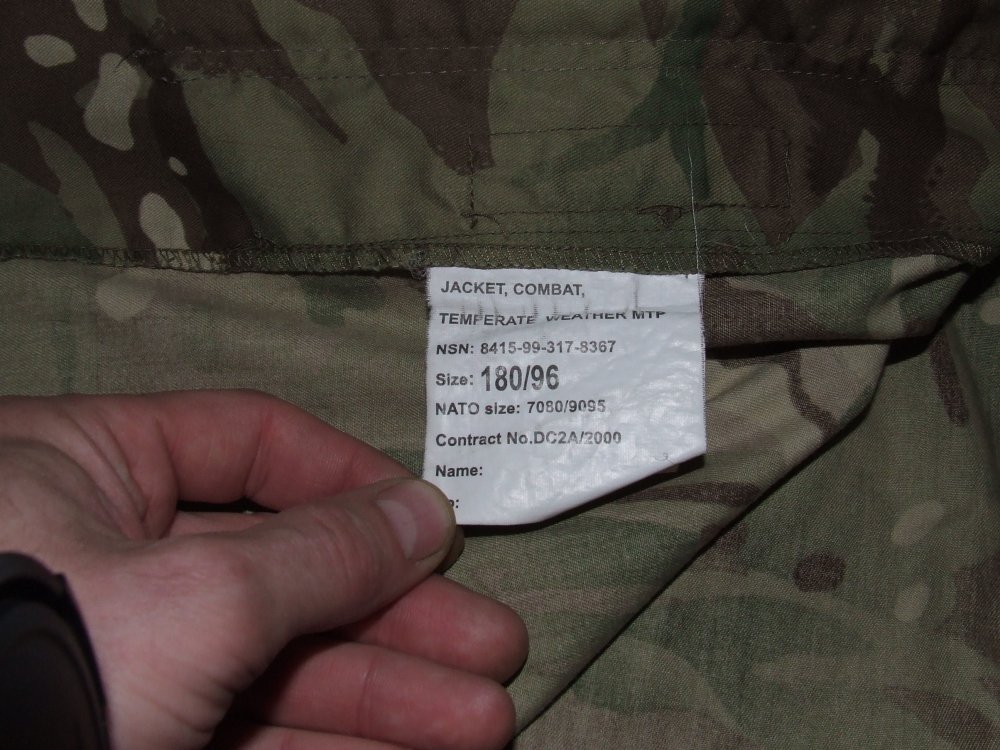 JACKET, COMBAT,
TEMPERATE WEATHER MTP
NSN: 8415-99-317-8367
Size: 180/96
NATO size: 7080/9095
Contract No.DC2A/2000
Name: